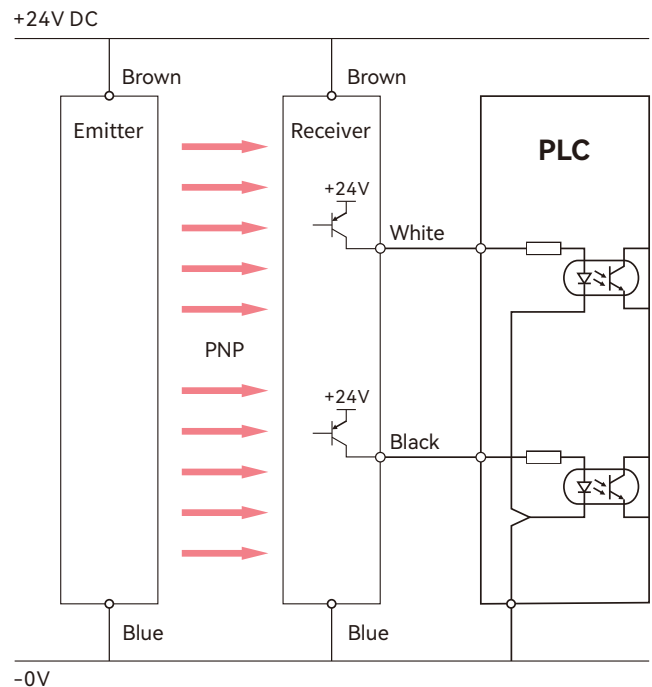 +24V DC
Brown
Brown
Emitter
Receiver
PLC
+24V
White
PNP
+24V
Black
Blue
Blue
-0V